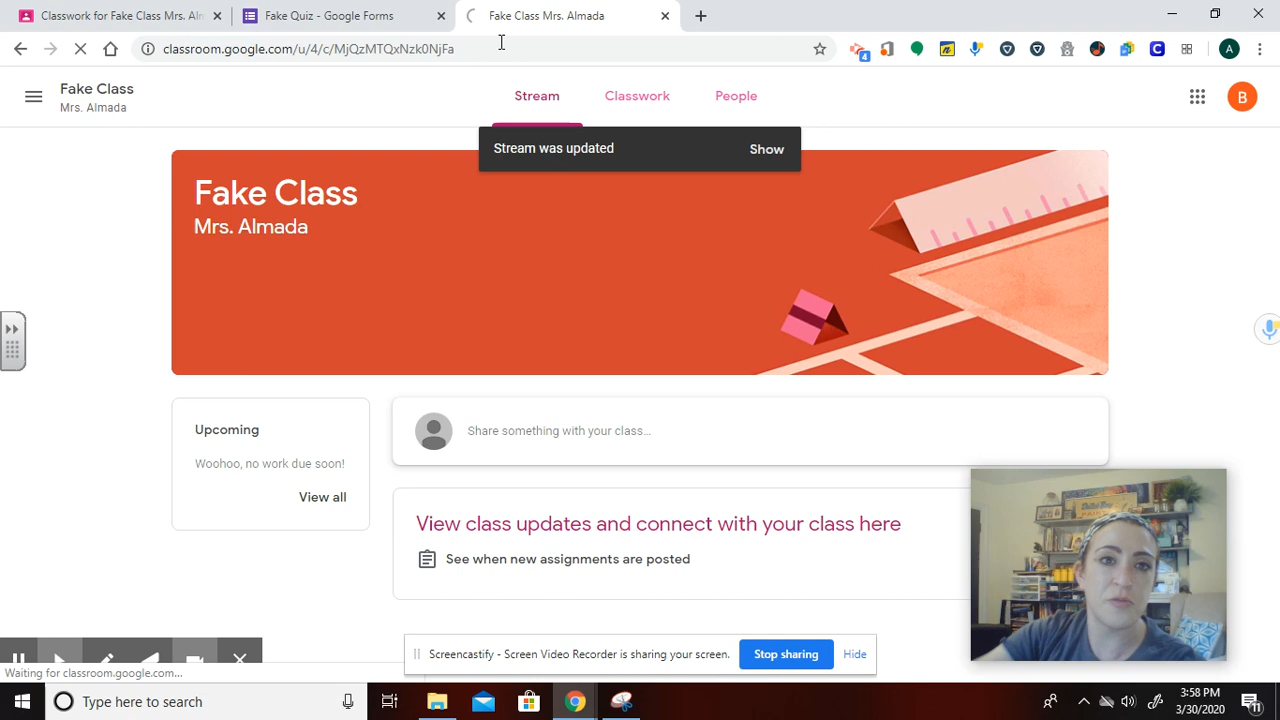 Classwork for Fake Class Mrs. Alm
Fake Quiz - Google Forms
Fake Class Mrs. Almada
classroom.google.com/u/4/c/MjQzMTQxNzk0NjFa
4
A
Fake Class
Mrs. Almada
Stream
Classwork
People
B
Stream was updated
Show
Fake Class
Mrs. Almada
Upcoming
Woohoo, no work due soon!
View all
Share something with your class...
View class updates and connect with your class here
See when new assignments are posted
Screencastify - Screen Video Recorder is sharing your screen.
Stop sharing
Hide
Waiting for classroom.google.com...
Type here to search
3:58 PM
3/30/2020
11